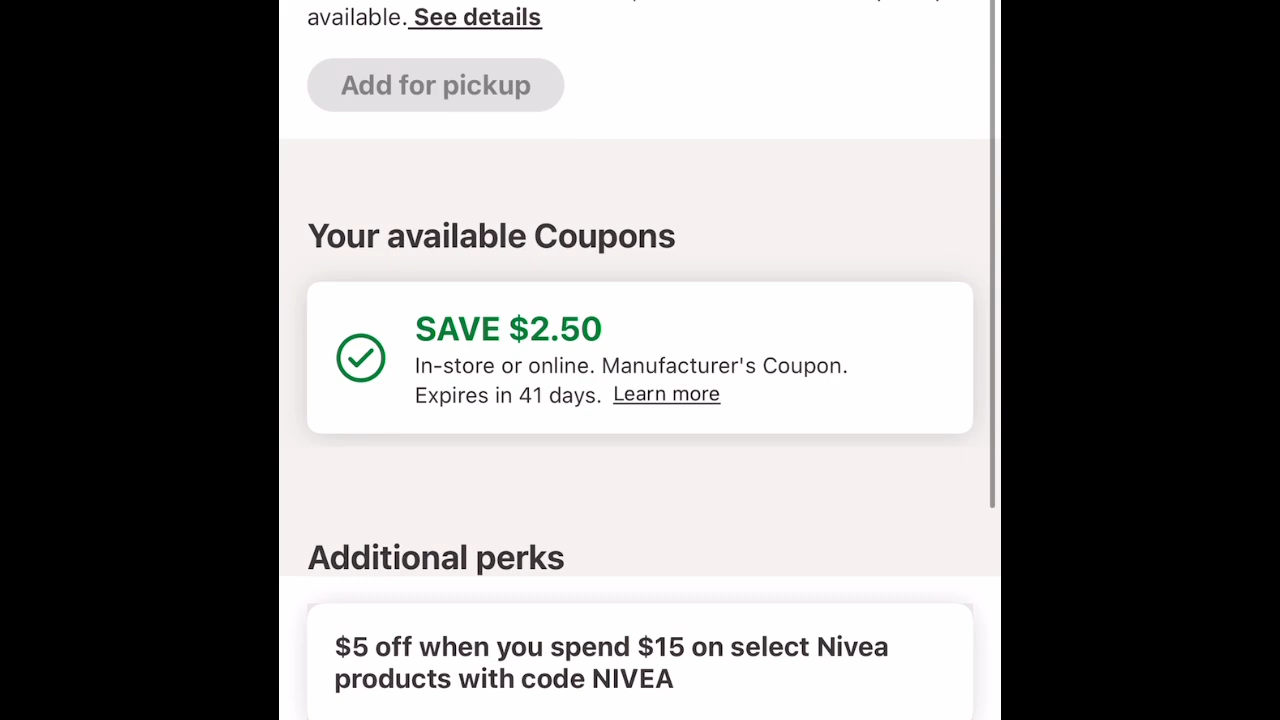 available. See details
Add for pickup
Your available Coupons
SAVE $2.50
In-store or online. Manufacturer's Coupon.
Expires in 41 days. Learn more
Additional perks
$5 off when you spend $15 on select Nivea
products with code NIVEA